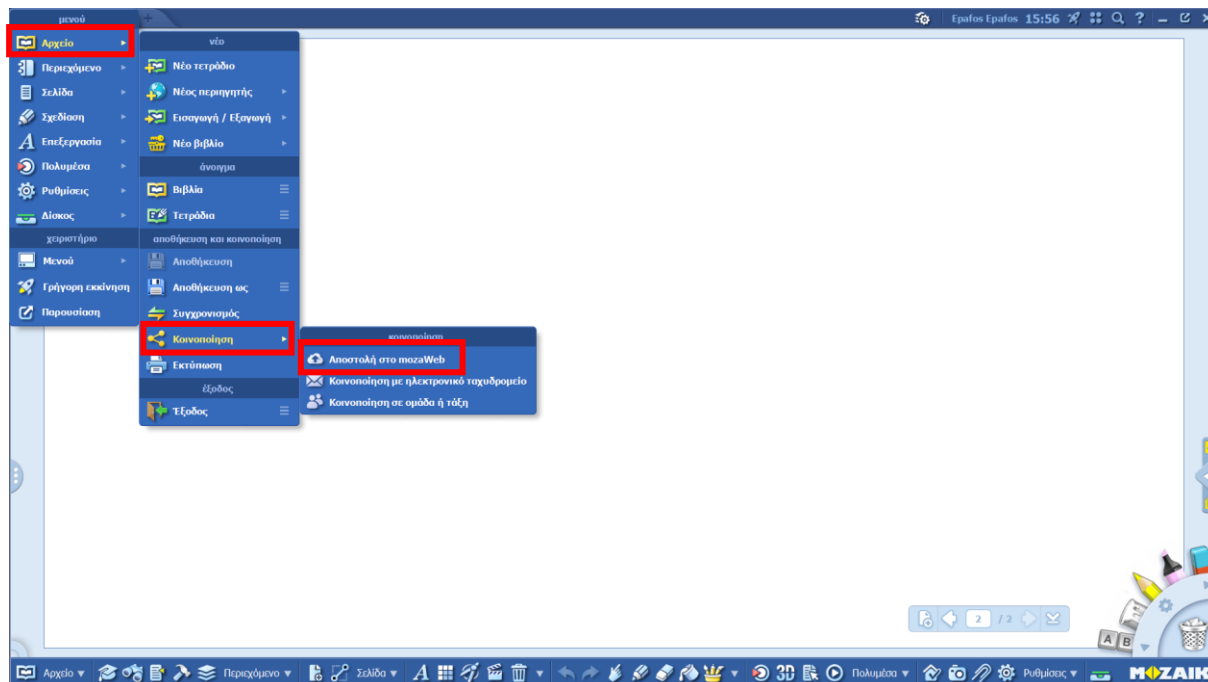 μενού
Epafos Epafos 15:56
Αρχείο
Περιεχόμενο
Σελίδα
Σχεδίαση
Επεξεργασία
Πολυμέσα
Ρυθμίσεις
Δίσκος
χειριστήριο
Μενού
Γρήγορη εκκίνηση
Παρουσίαση
νέο
Νέο τετράδιο
Νέος περιηγητής
Εισαγωγή / Εξαγωγή
Νέο βιβλίο
άνοιγμα
Βιβλία
Τετράδια
αποθήκευση και κοινοποίηση
Αποθήκευση
Αποθήκευση ως
Συγχρονισμός
Κοινοποίηση
Εκτύπωση
έξοδος
Έξοδος
κοινοποίηση
Αποστολή στο mozaWeb
Κοινοποίηση με ηλεκτρονικό ταχυδρομείο
Κοινοποίηση σε ομάδα ή τάξη
2 / 2
A B
Αρχείο Περιεχόμενο Σελίδα A 3D Πολυμέσα Ρυθμίσεις MOZAIK